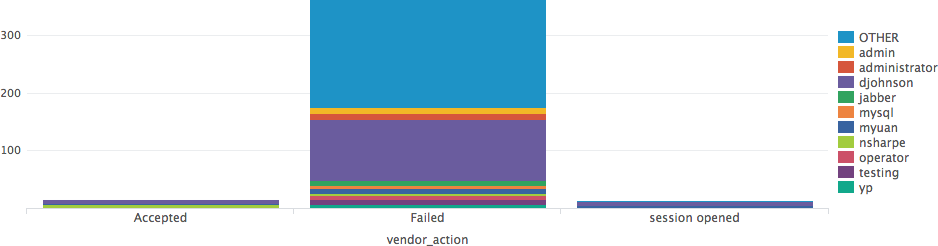 300
200
100
Accepted
Failed
session opened
vendor_action
OTHER
admin
administrator
djohnson
jabber
mysql
myuan
nsharpe
operator
testing
yp